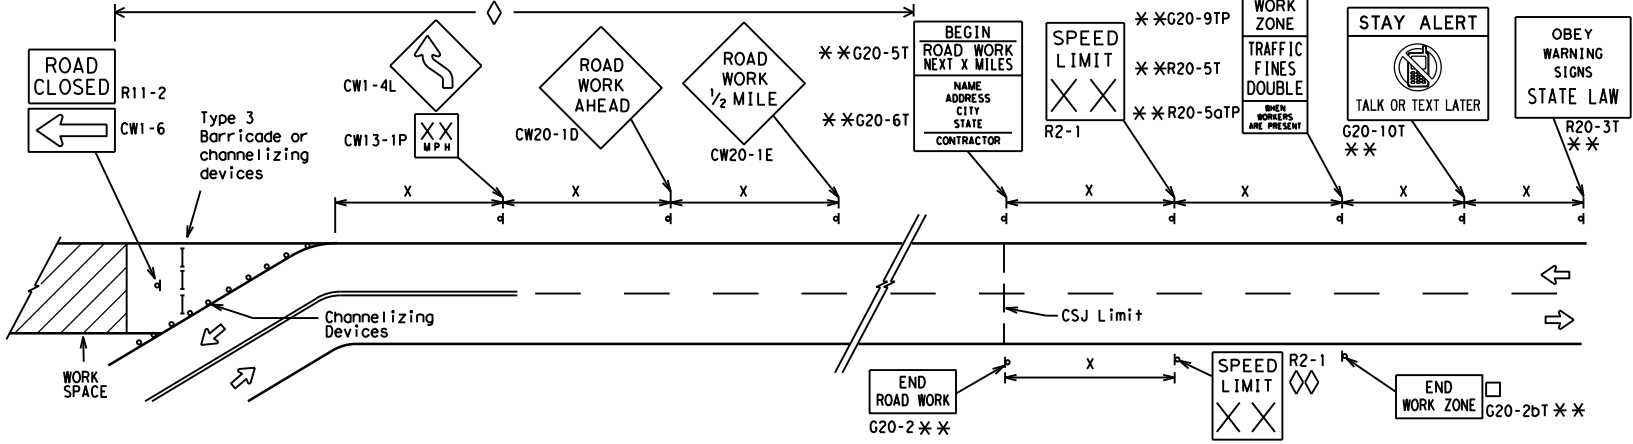 ROAD
CLOSED
R11-2
CW1-6
Type 3
Barricade or
channelizing
devices
CW1-4L
XX
MPH
CW13-1P
ROAD
WORK
AHEAD
CW20-1D
ROAD
WORK
1/2 MILE
CW20-1E
**G20-5T
**G20-6T
BEGIN
ROAD WORK
NEXT X MILES
NAME
ADDRESS
CITY
STATE
CONTRACTOR
SPEED
LIMIT
XX
R2-1
**G20-9TP
**R20-5T
**R20-5aTP
WORK
ZONE
TRAFFIC
FINES
DOUBLE
WHEN
WORKERS
ARE PRESENT
STAY ALERT
TALK OR TEXT LATER
G20-10T
**
OBEY
WARNING
SIGNS
STATE LAW
R20-3T
**
X
X
X
X
X
X
X
Channelizing
Devices
CSJ Limit
WORK
SPACE
X
END
ROAD WORK
G20-2 **
SPEED
LIMIT
XX
R2-1
END
WORK ZONE
G20-2bT **